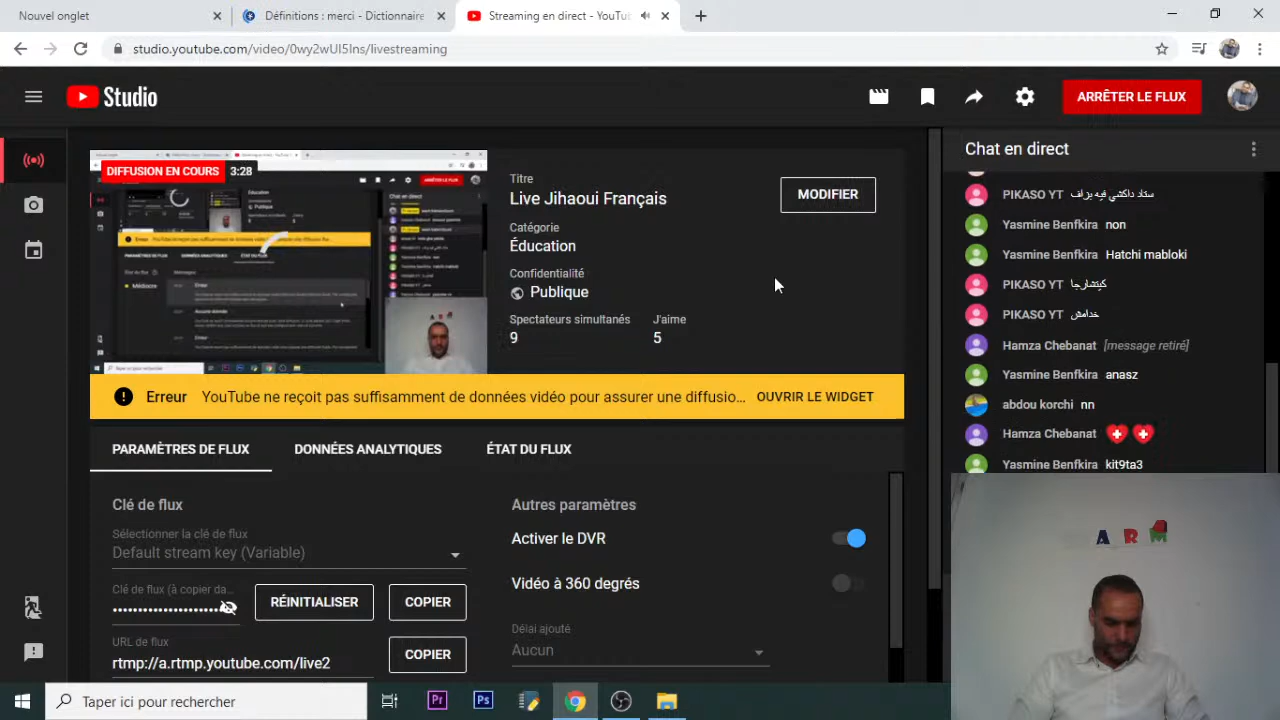 Nouvel onglet
Définitions : merci - Dictionnaire
Streaming en direct - YouTu
studio.youtube.com/video/0wy2wUl5Ins/livestreaming
Studio
ARRÊTER LE FLUX
DIFFUSION EN COURS 3:28
Titre
Live Jihaoui Français
MODIFIER
Catégorie
Éducation
Confidentialité
Publique
Spectateurs simultanés
9
J'aime
5
Erreur YouTube ne reçoit pas suffisamment de données vidéo pour assurer une diffusio... OUVRIR LE WIDGET
PARAMÈTRES DE FLUX
DONNÉES ANALYTIQUES
ÉTAT DU FLUX
Clé de flux
Sélectionner la clé de flux
Default stream key (Variable)
Clé de flux (à copier da...
RÉINITIALISER
COPIER
URL de flux
rtmp://a.rtmp.youtube.com/live2
COPIER
Autres paramètres
Activer le DVR
Vidéo à 360 degrés
Délai ajouté
Aucun
Chat en direct
PIKASO YT ستاد داكتشي ديراف
Yasmine Benfkira non
Yasmine Benfkira Hatchi mabloki
PIKASO YT
PIKASO YT خدامش
Hamza Chebanat [message retiré]
Yasmine Benfkira anasz
abdou korchi nn
Hamza Chebanat
Yasmine Benfkira kit9ta3
A R M
Taper ici pour rechercher
Pr
Ps